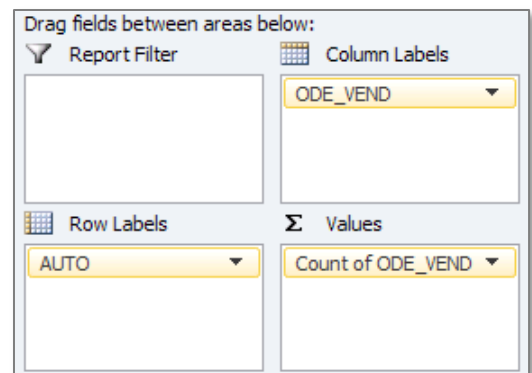 Drag fields between areas below:
Report Filter
Column Labels
ODE_VEND
Row Labels
Σ Values
AUTO
Count of ODE_VEND